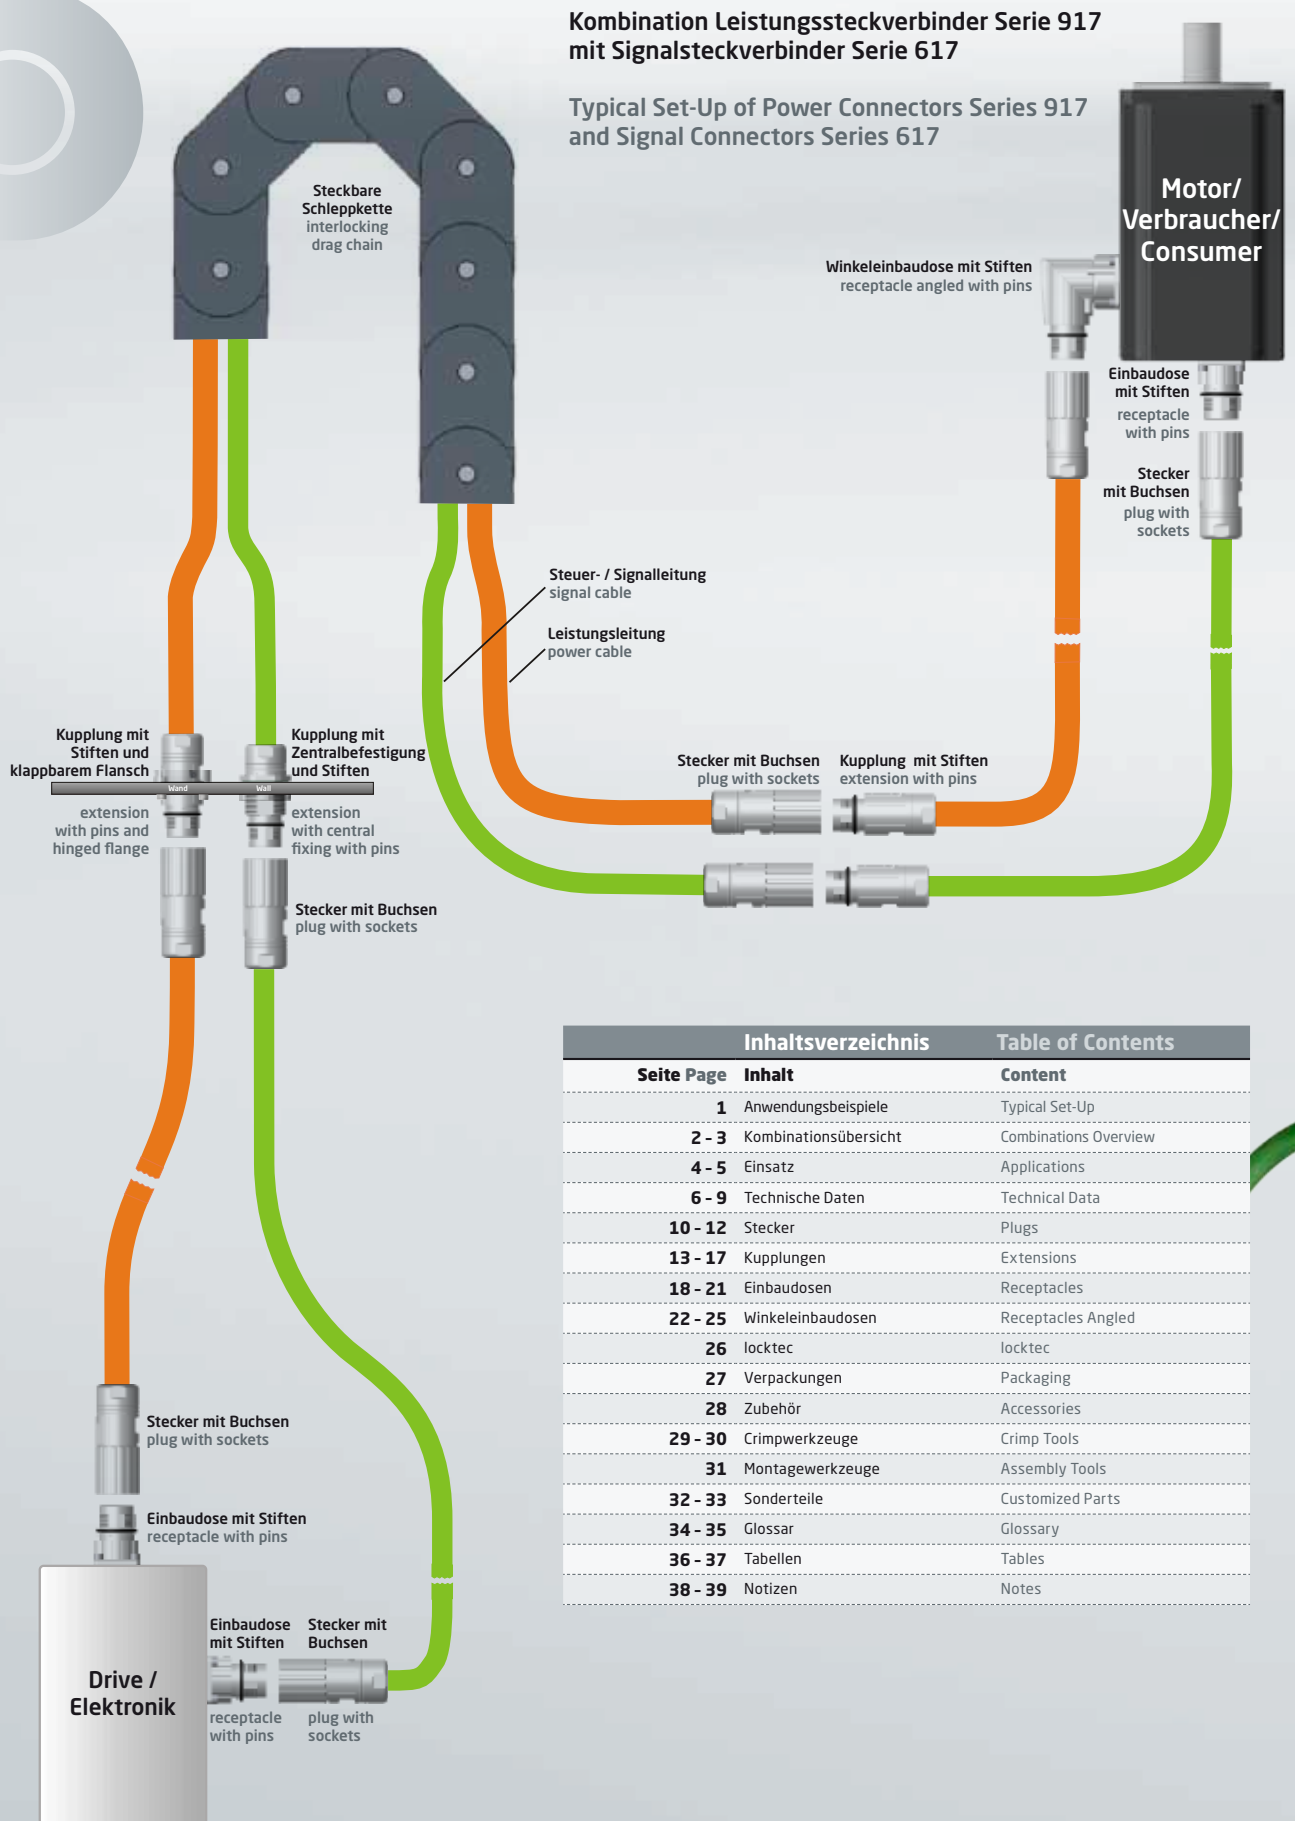 Kombination Leistungssteckverbinder Serie 917
mit Signalsteckverbinder Serie 617
Typical Set-Up of Power Connectors Series 917
and Signal Connectors Series 617
Motor/
Verbraucher/
Consumer
Steckbare
Schleppkette
interlocking
drag chain
Winkeleinbaudose mit Stiften
receptacle angled with pins
Einbaudose
mit Stiften
receptacle
with pins
Stecker
mit Buchsen
plug with
sockets
Steuer- / Signalleitung
signal cable
Leistungsleitung
power cable
Kupplung mit
Stiften und
klappbarem Flansch
extension
with pins and
hinged flange
Wand
Wall
Kupplung mit
Zentralbefestigung
und Stiften
extension
with central
fixing with pins
Stecker mit Buchsen
plug with sockets
Kupplung mit Stiften
extension with pins
Stecker mit Buchsen
plug with sockets
Inhaltsverzeichnis Table of Contents
Seite Page Inhalt Content
1 Anwendungsbeispiele Typical Set-Up
2 – 3 Kombinationsübersicht Combinations Overview
4 – 5 Einsatz Applications
6 – 9 Technische Daten Technical Data
10 – 12 Stecker Plugs
13 – 17 Kupplungen Extensions
18 – 21 Einbaudosen Receptacles
22 – 25 Winkeleinbaudosen Receptacles Angled
26 locktec locktec
27 Verpackungen Packaging
28 Zubehör Accessories
29 – 30 Crimpwerkzeuge Crimp Tools
31 Montagewerkzeuge Assembly Tools
32 – 33 Sonderteile Customized Parts
34 – 35 Glossar Glossary
36 – 37 Tabellen Tables
38 – 39 Notizen Notes
Stecker mit Buchsen
plug with sockets
Einbaudose mit Stiften
receptacle with pins
Einbaudose
mit Stiften
receptacle
with pins
Stecker mit
Buchsen
plug with
sockets
Drive /
Elektronik